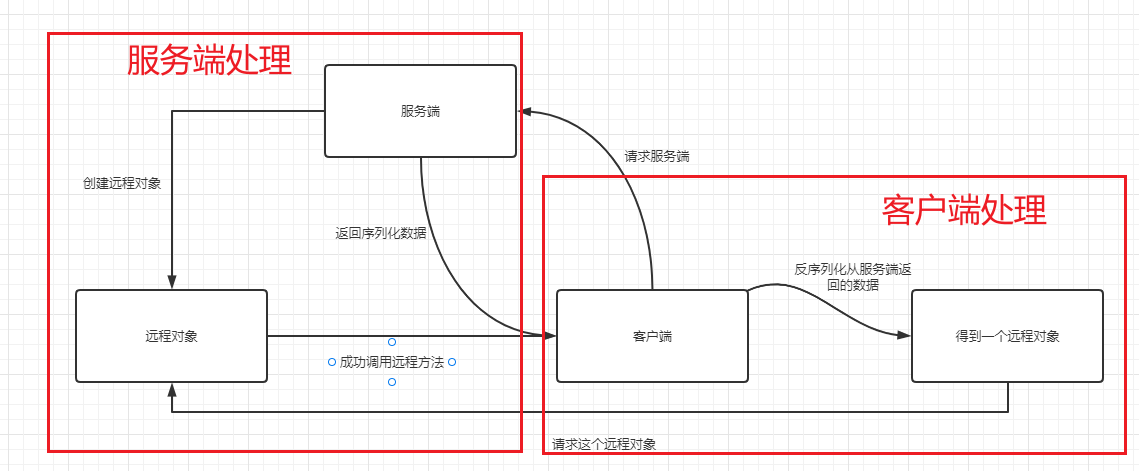 服务端处理
服务端
请求服务端
创建远程对象
客户端处理
返回序列化数据
反序列化从服务端返
回的数据
远程对象
客户端
得到一个远程对象
成功调用远程方法
请求这个远程对象